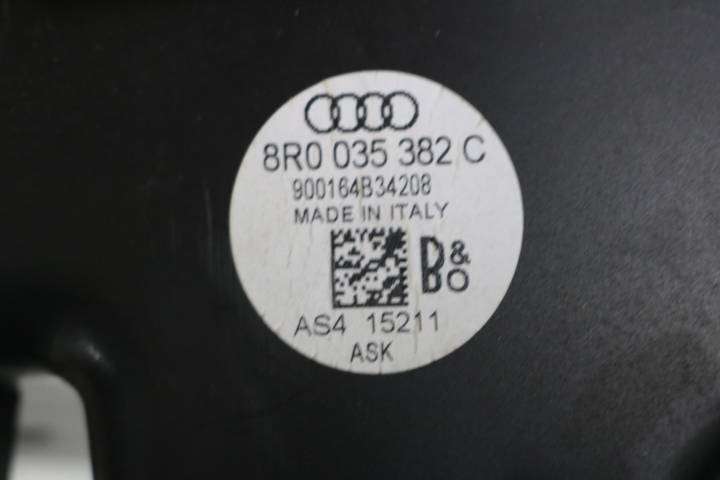 8R0 035 382 C
900164B34208
MADE IN ITALY
B&O
AS4 15211
ASK